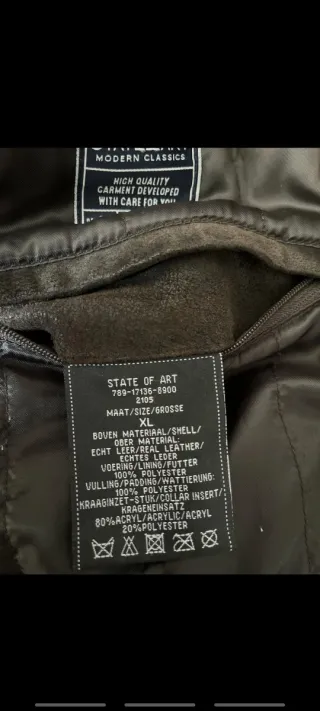 MODERN CLASSICS
HIGH QUALITY
GARMENT DEVELOPED
WITH CARE FOR YOU
STATE OF ART
789-17136-8900
2105
MAAT/SIZE/GROSSE
XL
BOVEN MATERIAAL/SHELL/
OBER MATERIAL:
ECHT LEER/REAL LEATHER/
ECHTES LEDER
VOERING/LINING/FUTTER
100% POLYESTER
VULLING/PADDING/WATTIERUNG:
100% POLYESTER
KRAAGINZET-STUK/COLLAR INSERT/
KRAGENEINSATZ
80%ACRYL/ACRYLIC/ACRYL
20%POLYESTER